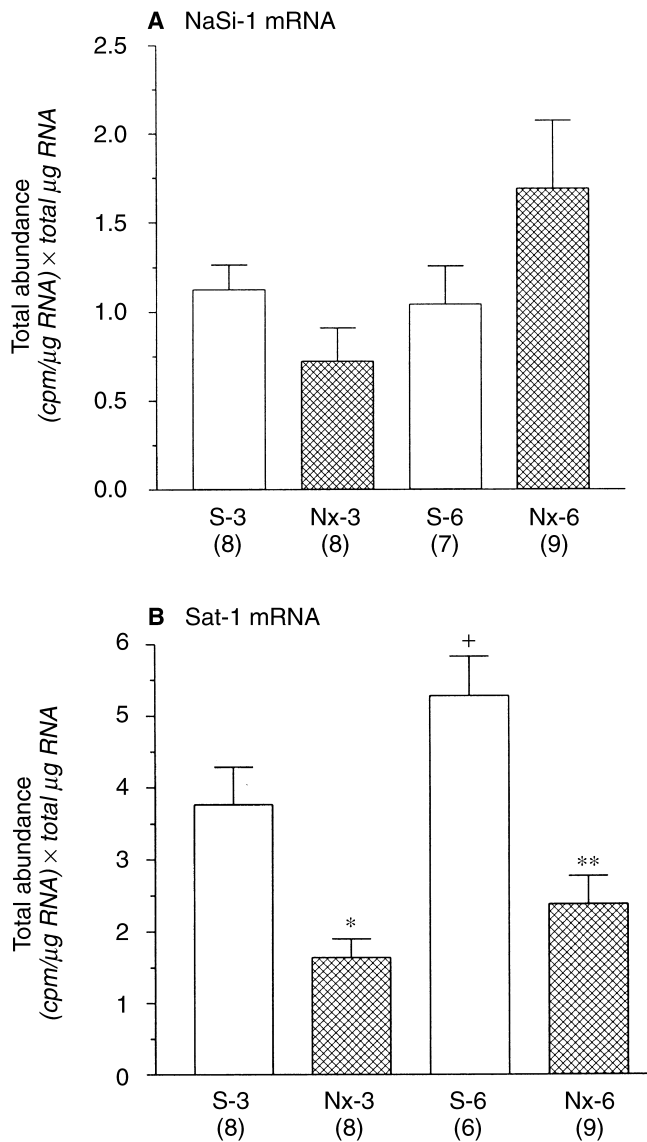 A NaSi-1 mRNA
Total abundance
(cpm/µg RNA) × total µg RNA
2.5
2.0
1.5
1.0
0.5
0.0
S-3 Nx-3 S-6 Nx-6
(8) (8) (7) (9)
B Sat-1 mRNA
Total abundance
(cpm/µg RNA) × total µg RNA
6
5
4
3
2
1
0
+
**
*
S-3 Nx-3 S-6 Nx-6
(8) (8) (6) (9)